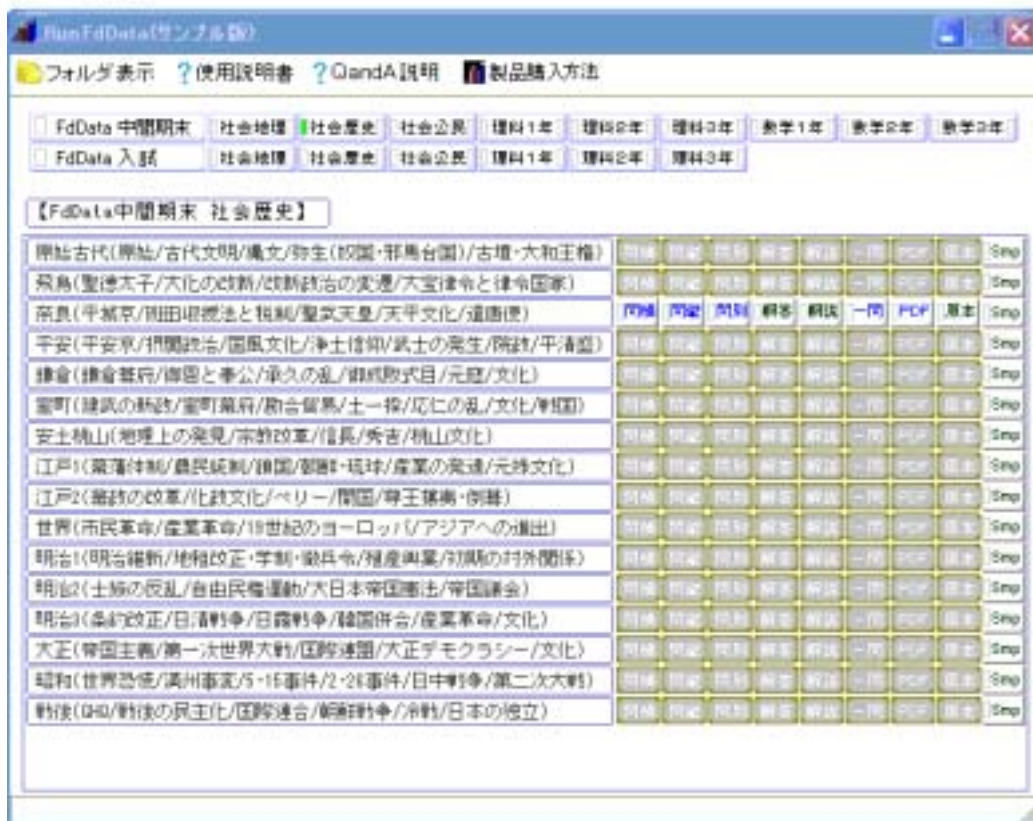 RunFdData(サンプル版)
フォルダ表示 ?使用説明書 ?QandA説明 製品購入方法
FdData 中間期末 社会地理 社会歴史 社会公民 理科1年 理科2年 理科3年 数学1年 数学2年 数学3年
FdData 入試 社会地理 社会歴史 社会公民 理科1年 理科2年 理科3年
【FdData中間期末 社会歴史】
原始古代(原始/古代文明/縄文/弥生(奴国・邪馬台国)/古墳・大和王権) Smp
飛鳥(聖徳太子/大化の改新/改新政治の変遷/大宝律令と律令国家) Smp
奈良(平城京/班田収授法と税制/聖武天皇/天平文化/遣唐使) 問横 問縦 問別 解答 解説 一問 PDF 原本 Smp
平安(平安京/摂関政治/国風文化/浄土信仰/武士の発生/院政/平清盛) Smp
鎌倉(鎌倉幕府/御恩と奉公/承久の乱/御成敗式目/元寇/文化) Smp
室町(建武の新政/室町幕府/勘合貿易/土一揆/応仁の乱/文化/戦国) Smp
安土桃山(地理上の発見/宗教改革/信長/秀吉/桃山文化) Smp
江戸1(幕藩体制/農民統制/鎖国/朝鮮・琉球/産業の発達/元禄文化) Smp
江戸2(幕政の改革/化政文化/ペリー/開国/尊王攘夷・倒幕) Smp
世界(市民革命/産業革命/19世紀のヨーロッパ/アジアへの進出) Smp
明治1(明治維新/地租改正・学制・徴兵令/殖産興業/初期の対外関係) Smp
明治2(士族の反乱/自由民権運動/大日本帝国憲法/帝国議会) Smp
明治3(条約改正/日清戦争/日露戦争/韓国併合/産業革命/文化) Smp
大正(帝国主義/第一次世界大戦/国際連盟/大正デモクラシー/文化) Smp
昭和(世界恐慌/満州事変/5・15事件/2・26事件/日中戦争/第二次大戦) Smp
戦後(GHQ/戦後の民主化/国際連合/朝鮮戦争/冷戦/日本の独立) Smp